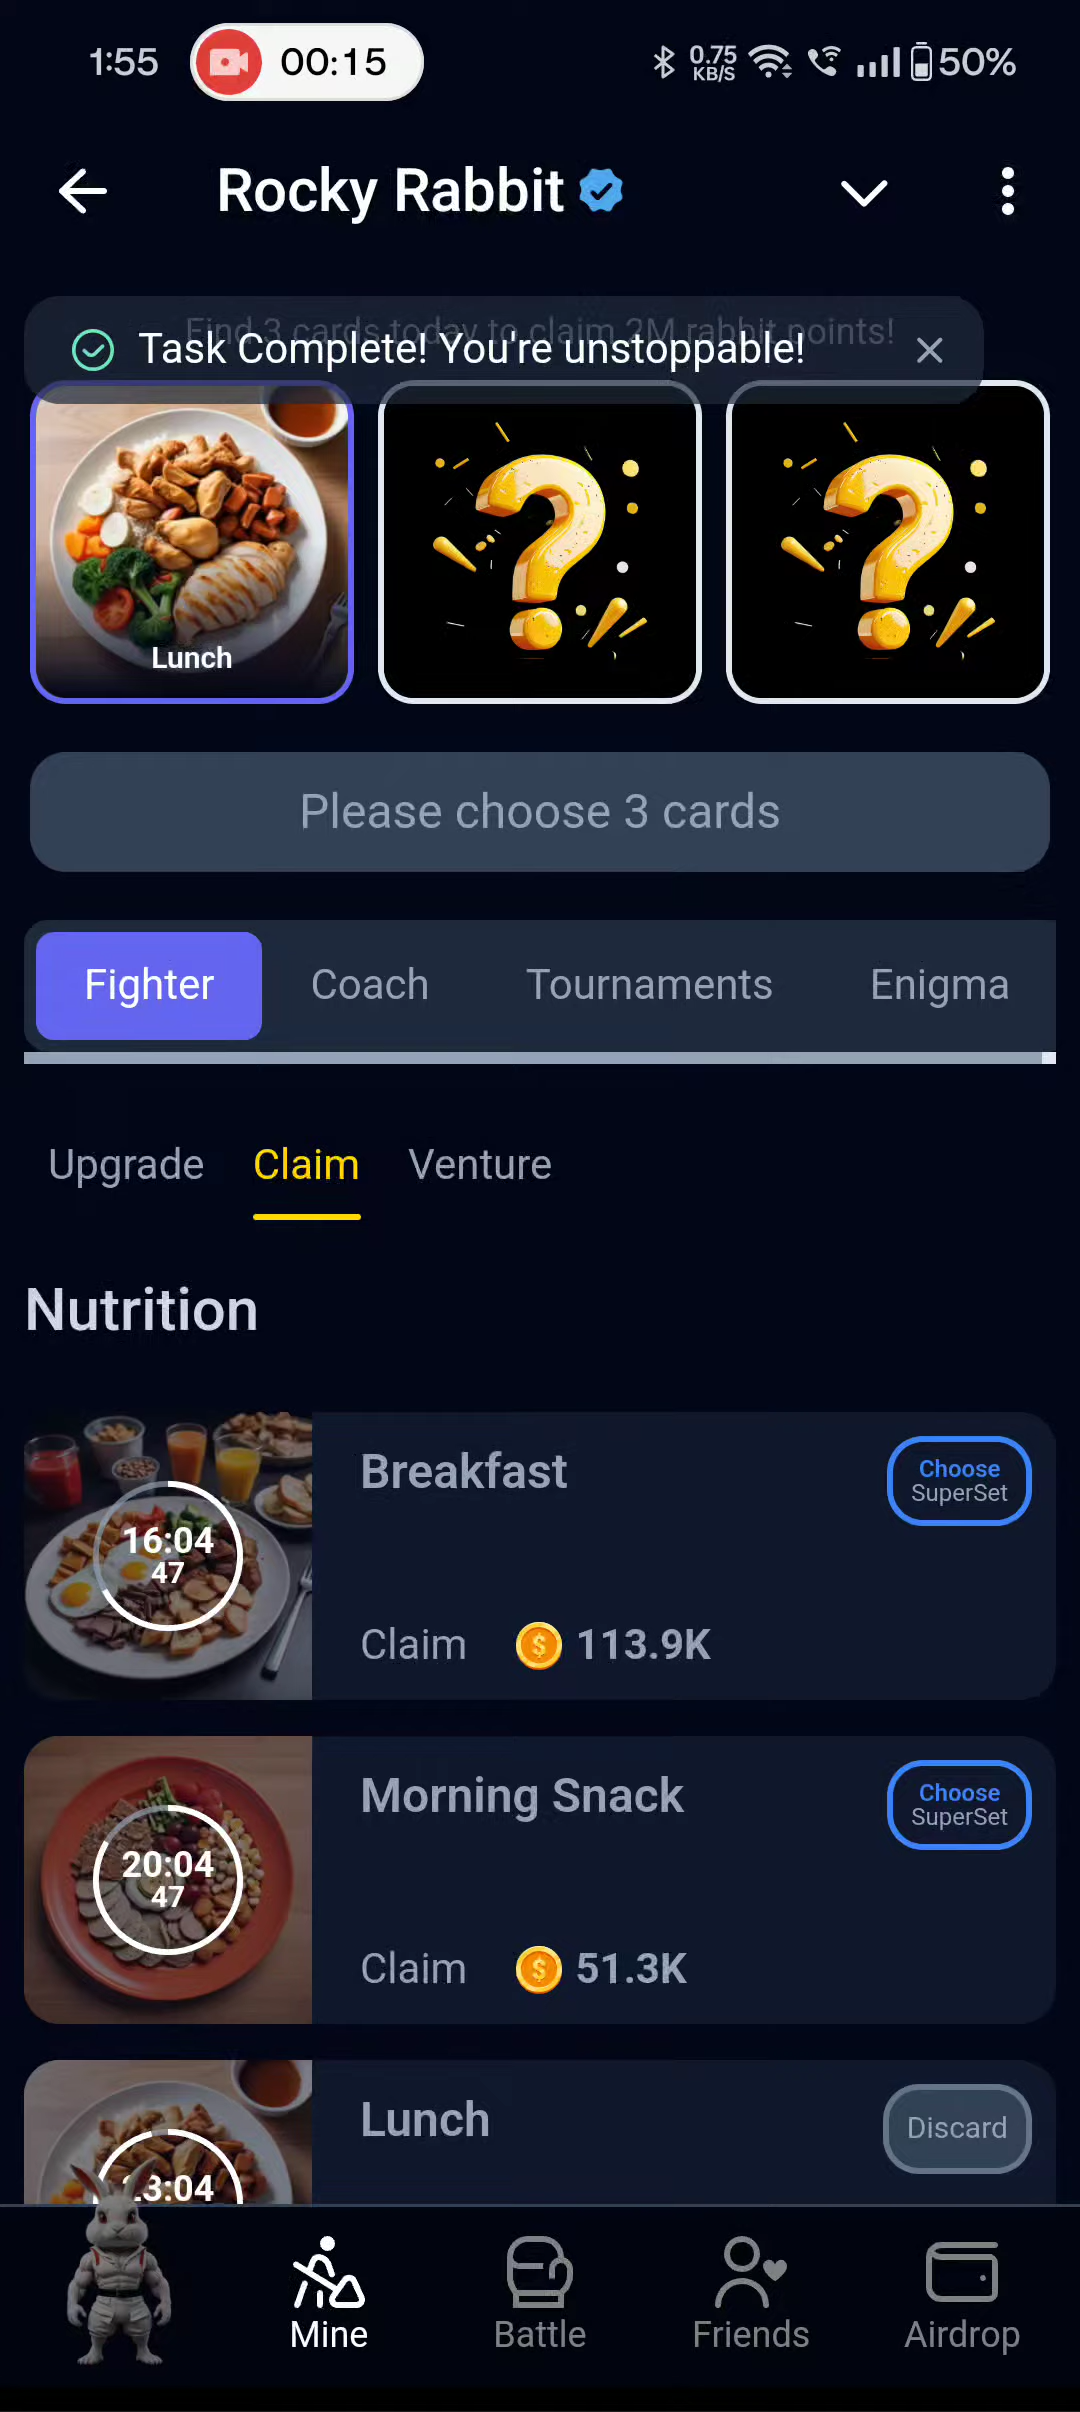 1:55
00:15
0.75
KB/S
50%
Rocky Rabbit
Find 3 cards today to claim 2M rabbit points!
Task Complete! You're unstoppable!
Lunch
Please choose 3 cards
Fighter Coach Tournaments Enigma
Upgrade Claim Venture
Nutrition
Breakfast
Choose
SuperSet
16:04
47
Claim 113.9K
Morning Snack
Choose
SuperSet
20:04
47
Claim 51.3K
Lunch
Discard
23:04
Mine Battle Friends Airdrop